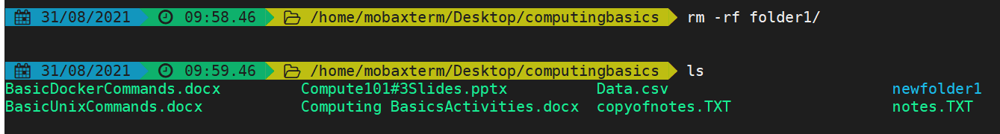 31/08/2021 09:58.46 /home/mobaxterm/Desktop/computingbasics rm -rf folder1/
31/08/2021 09:59.46 /home/mobaxterm/Desktop/computingbasics ls
BasicDockerCommands.docx Compute101#3Slides.pptx Data.csv newfolder1
BasicUnixCommands.docx Computing BasicsActivities.docx copyofnotes.TXT notes.TXT